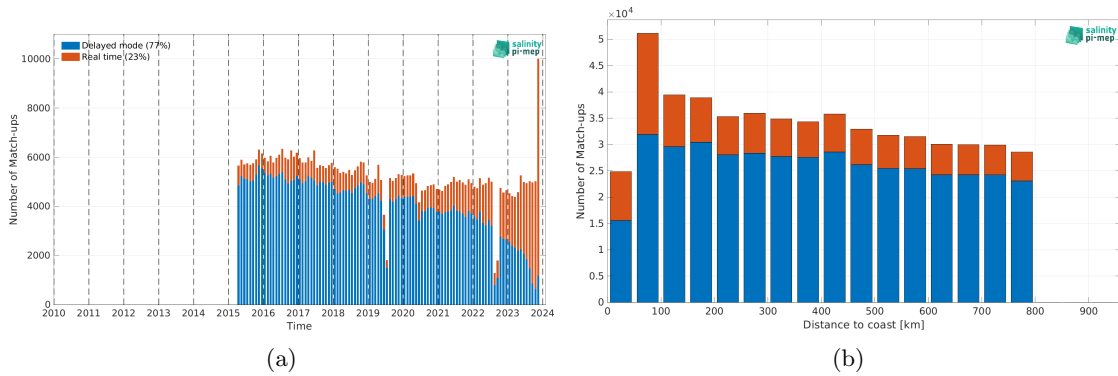 Delayed mode (77%)
Real time (23%)
salinity
pi-mep
Number of Match-ups
10000
8000
6000
4000
2000
0
2010 2011 2012 2013 2014 2015 2016 2017 2018 2019 2020 2021 2022 2023 2024
Time
(a)
×10⁴
salinity
pi-mep
Number of Match-ups
5
4.5
4
3.5
3
2.5
2
1.5
1
0.5
0
0 100 200 300 400 500 600 700 800 900
Distance to coast [km]
(b)